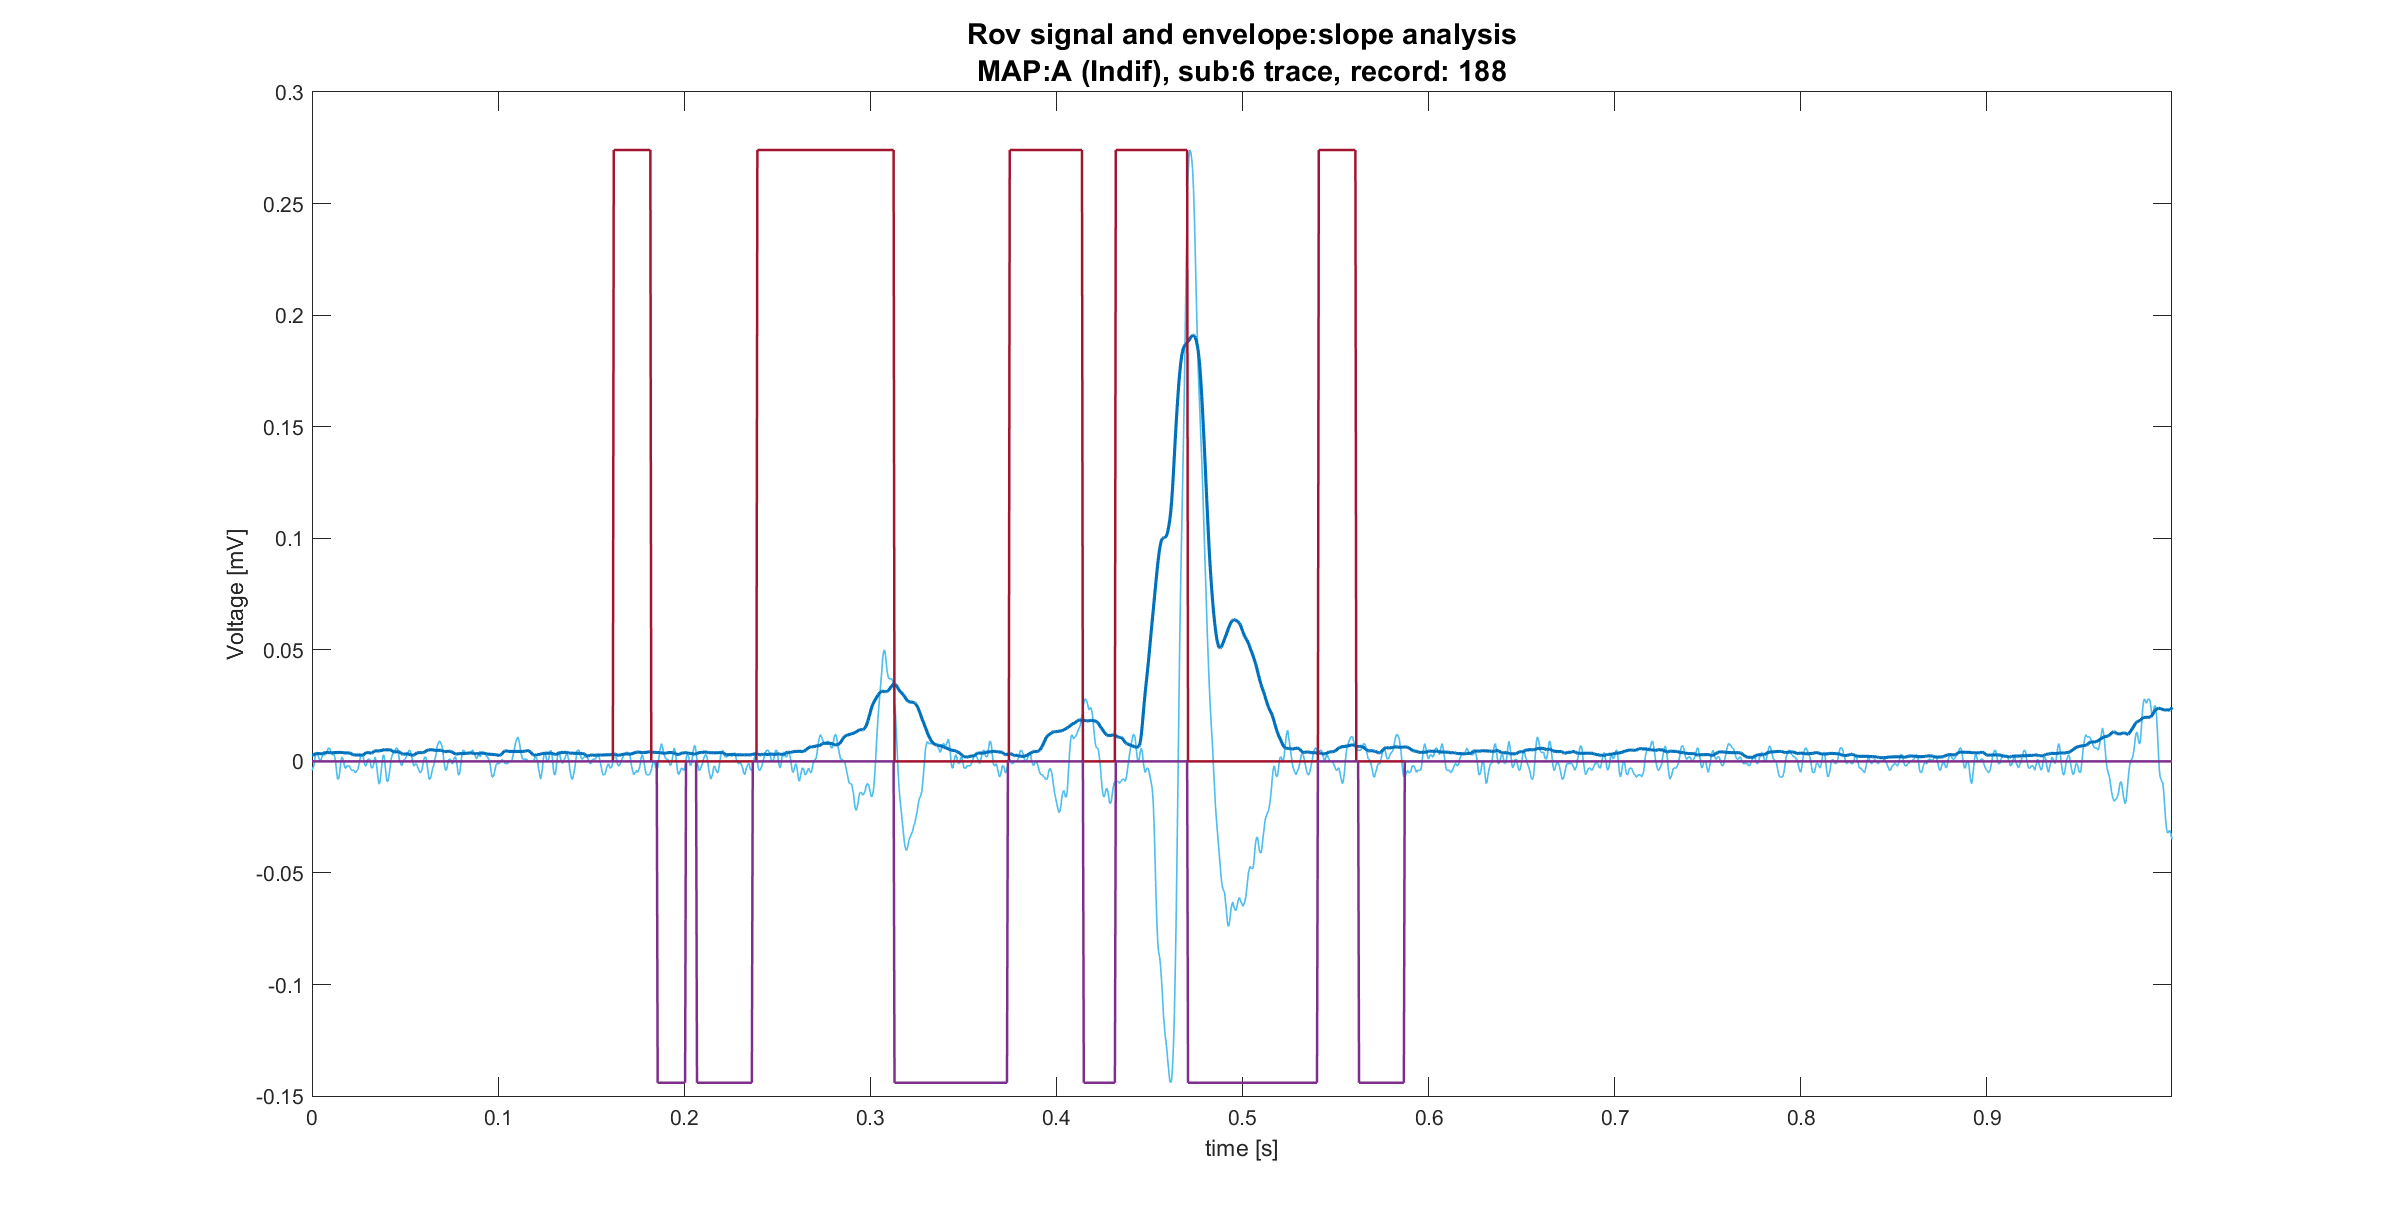 Rov signal and envelope:slope analysis
MAP:A (Indif), sub:6 trace, record: 188
0.3
0.25
0.2
0.15
0.1
0.05
0
-0.05
-0.1
-0.15
Voltage [mV]
0 0.1 0.2 0.3 0.4 0.5 0.6 0.7 0.8 0.9
time [s]